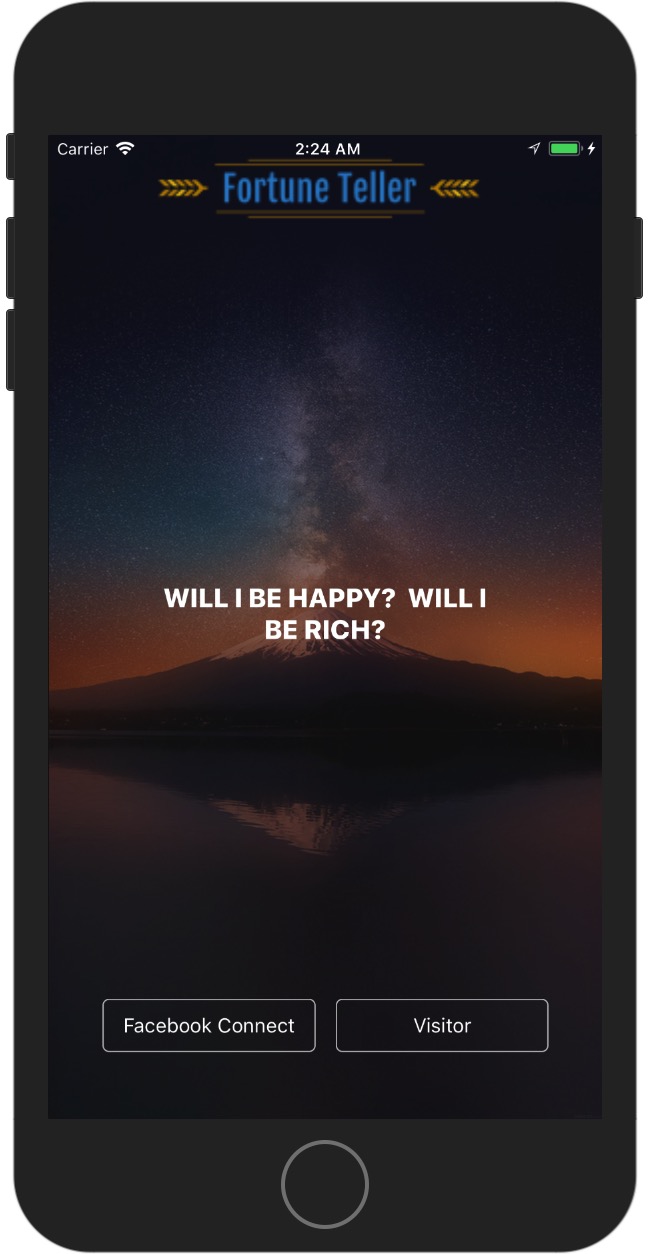 Carrier 2:24 AM
Fortune Teller
WILL I BE HAPPY?  WILL I
BE RICH?
Facebook Connect Visitor